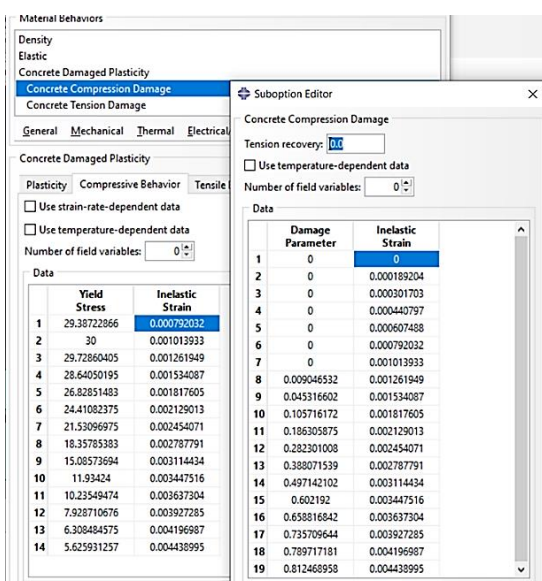 Material Behaviors
Density
Elastic
Concrete Damaged Plasticity
Concrete Compression Damage
Concrete Tension Damage
General Mechanical Thermal Electrical/
Concrete Damaged Plasticity
Plasticity Compressive Behavior Tensile
Use strain-rate-dependent data
Use temperature-dependent data
Number of field variables: 0
Data
Yield Stress Inelastic Strain
1 29.38722866 0.000792032
2 30 0.001013933
3 29.72860405 0.001261949
4 28.64050195 0.001534087
5 26.82851483 0.001817605
6 24.41082375 0.002129013
7 21.53096975 0.002454071
8 18.35785383 0.002787791
9 15.08573694 0.003114434
10 11.93424 0.003447516
11 10.23549474 0.003637304
12 7.928710676 0.003927285
13 6.308484575 0.004196987
14 5.625931257 0.004438995
Suboption Editor
Concrete Compression Damage
Tension recovery: 0.0
Use temperature-dependent data
Number of field variables: 0
Data
Damage Parameter Inelastic Strain
1 0 0
2 0 0.000189204
3 0 0.000301703
4 0 0.000440797
5 0 0.000607488
6 0 0.000792032
7 0 0.001013933
8 0.009046532 0.001261949
9 0.045316602 0.001534087
10 0.105716172 0.001817605
11 0.186305875 0.002129013
12 0.282301008 0.002454071
13 0.388071539 0.002787791
14 0.497142102 0.003114434
15 0.602192 0.003447516
16 0.658816842 0.003637304
17 0.735709644 0.003927285
18 0.789717181 0.004196987
19 0.812468958 0.004438995